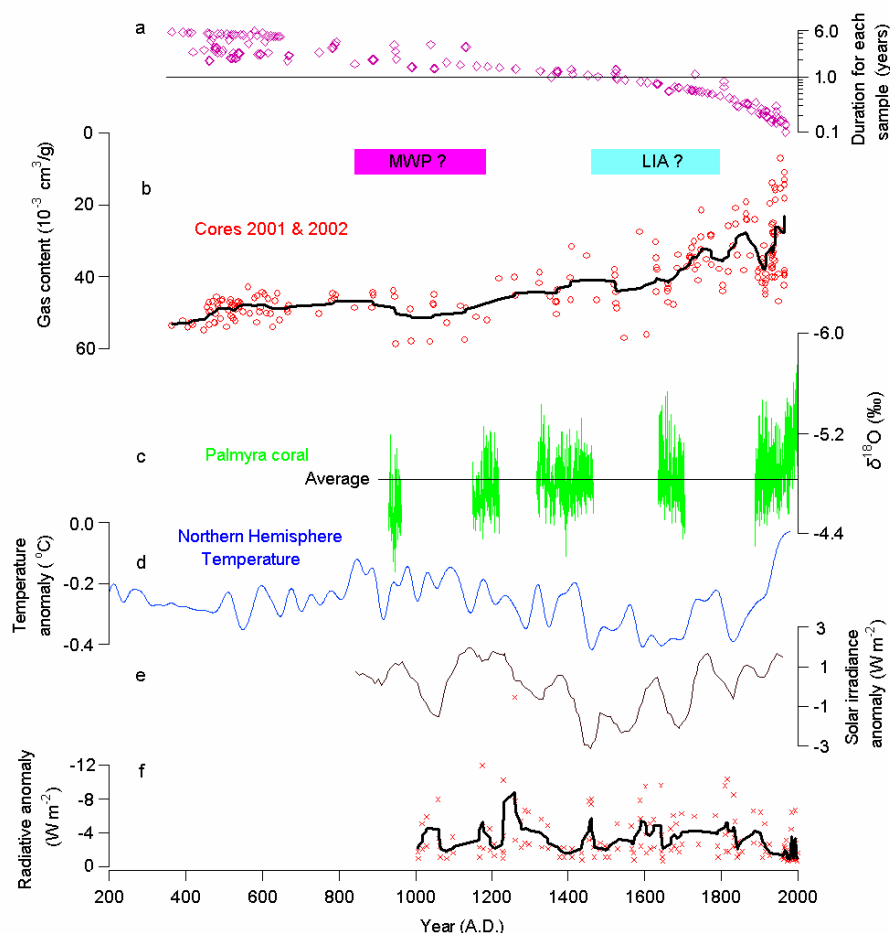 a
6.0
1.0
0.1
Duration for each
sample (years)
0
20
40
60
Gas content (10⁻³ cm³/g)
MWP ?
LIA ?
b
Cores 2001 & 2002
-6.0
-5.2
-4.4
δ¹⁸O (‰)
c
Palmyra coral
Average
0.0
-0.2
-0.4
Temperature
anomaly (°C)
Northern Hemisphere
Temperature
d
3
1
-1
-3
Solar irradiance
anomaly (W m⁻²)
e
f
-12
-8
-4
0
Radiative anomaly
(W m⁻²)
200 400 600 800 1000 1200 1400 1600 1800 2000
Year (A.D.)